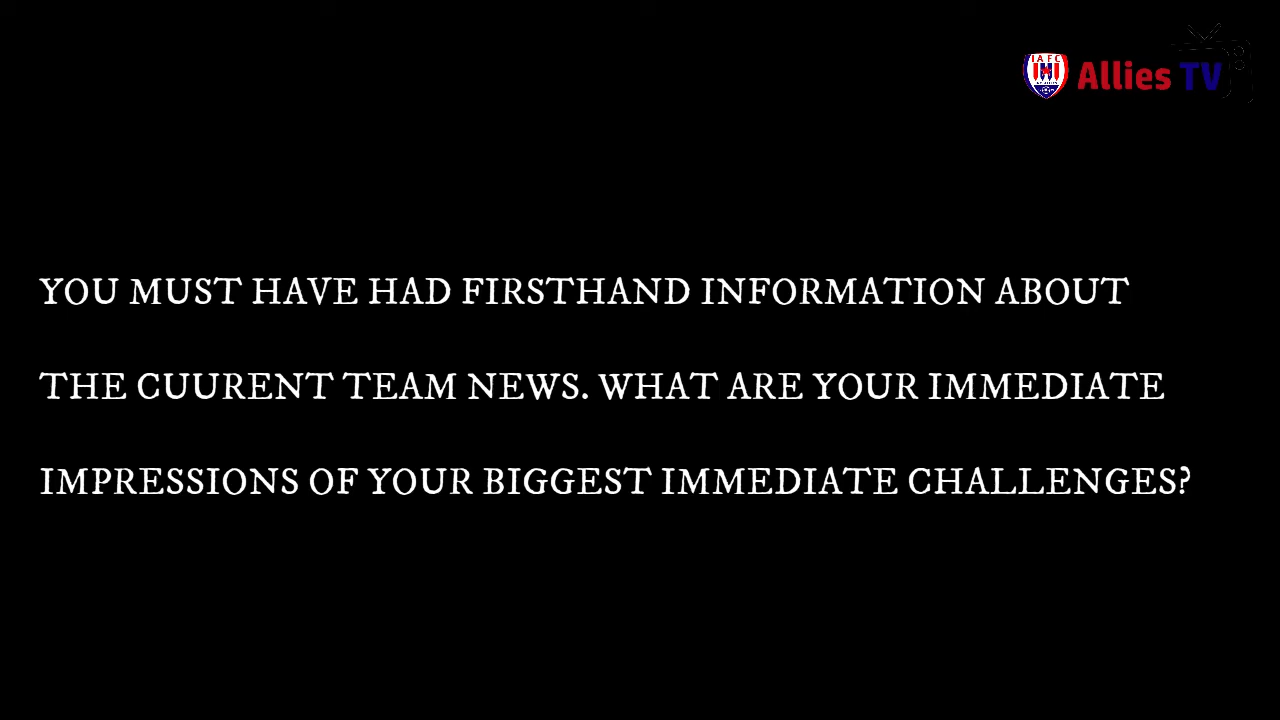 IAFC
Allies TV
YOU MUST HAVE HAD FIRSTHAND INFORMATION ABOUT
THE CUURENT TEAM NEWS. WHAT ARE YOUR IMMEDIATE
IMPRESSIONS OF YOUR BIGGEST IMMEDIATE CHALLENGES?